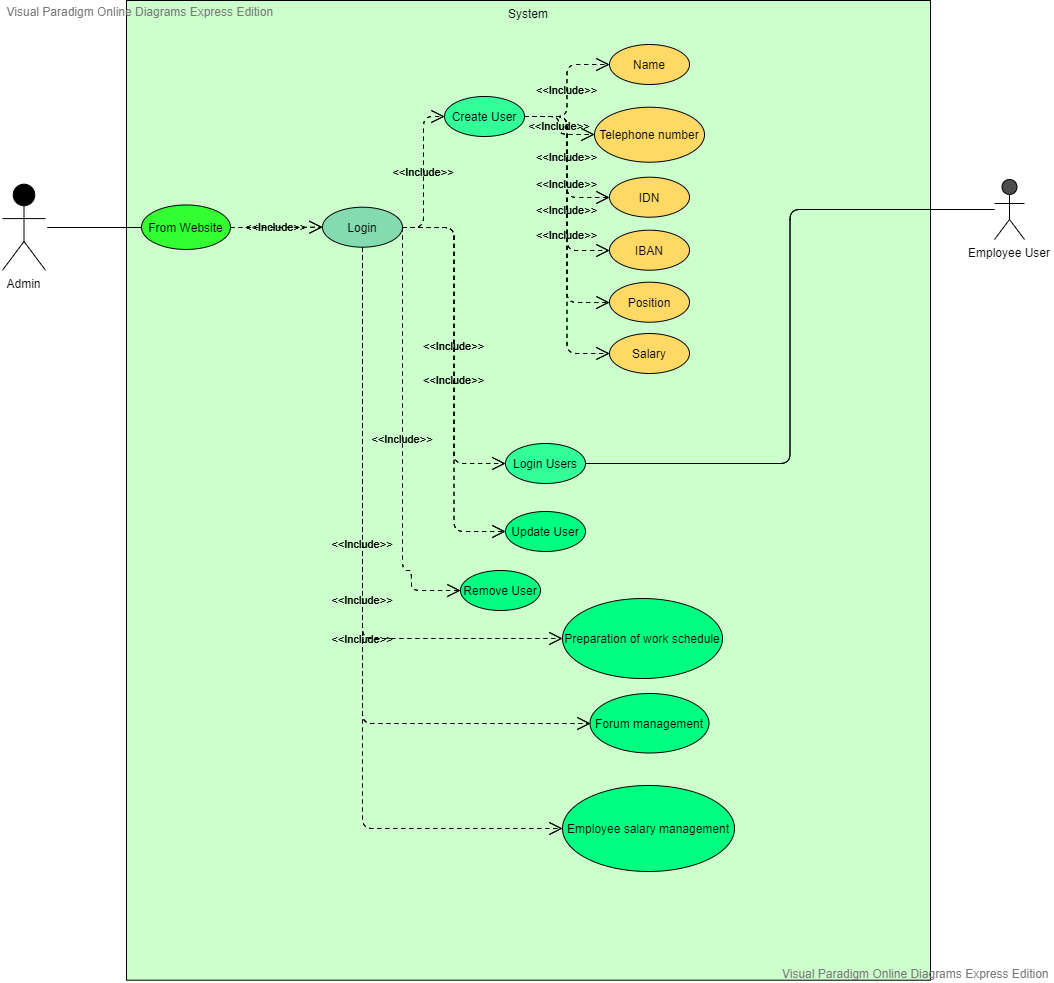 Visual Paradigm Online Diagrams Express Edition
System
Name
<<Include>>
Create User
<<Include>>
Telephone number
<<Include>>
<<Include>>
<<Include>>
IDN
<<Include>>
From Website
<<Include>>
Login
<<Include>>
IBAN
Employee User
Admin
Position
<<Include>>
Salary
<<Include>>
<<Include>>
Login Users
Update User
<<Include>>
Remove User
<<Include>>
<<Include>>
Preparation of work schedule
Forum management
Employee salary management
Visual Paradigm Online Diagrams Express Edition